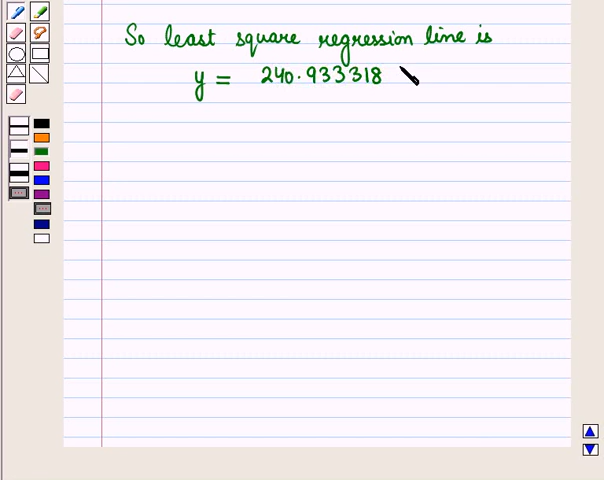 So least square regression line is
y = 240.933318